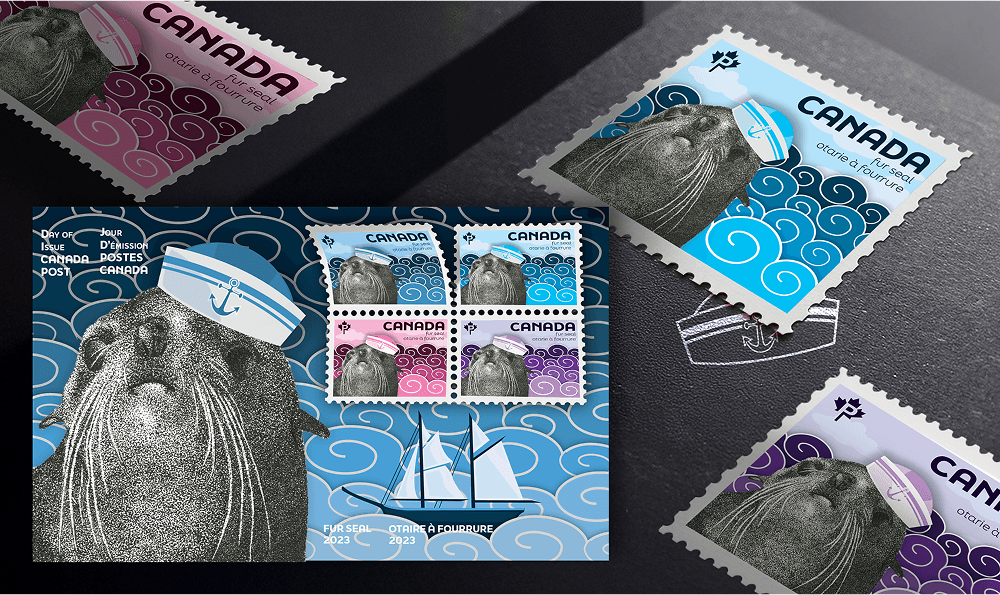 CANADA
fur seal
otarie à fourrure
P
CANADA
fur seal
otarie à fourrure
Day of
Issue
CANADA
POST
Jour
D'émission
POSTES
CANADA
P
CANADA
fur seal
otarie à fourrure
P
CANADA
fur seal
otarie à fourrure
P
CANADA
fur seal
otarie à fourrure
P
CANADA
fur seal
otarie à fourrure
FUR SEAL
2023
OTAIRE À FOURRURE
2023
P
CANA
fur
otarie à fou